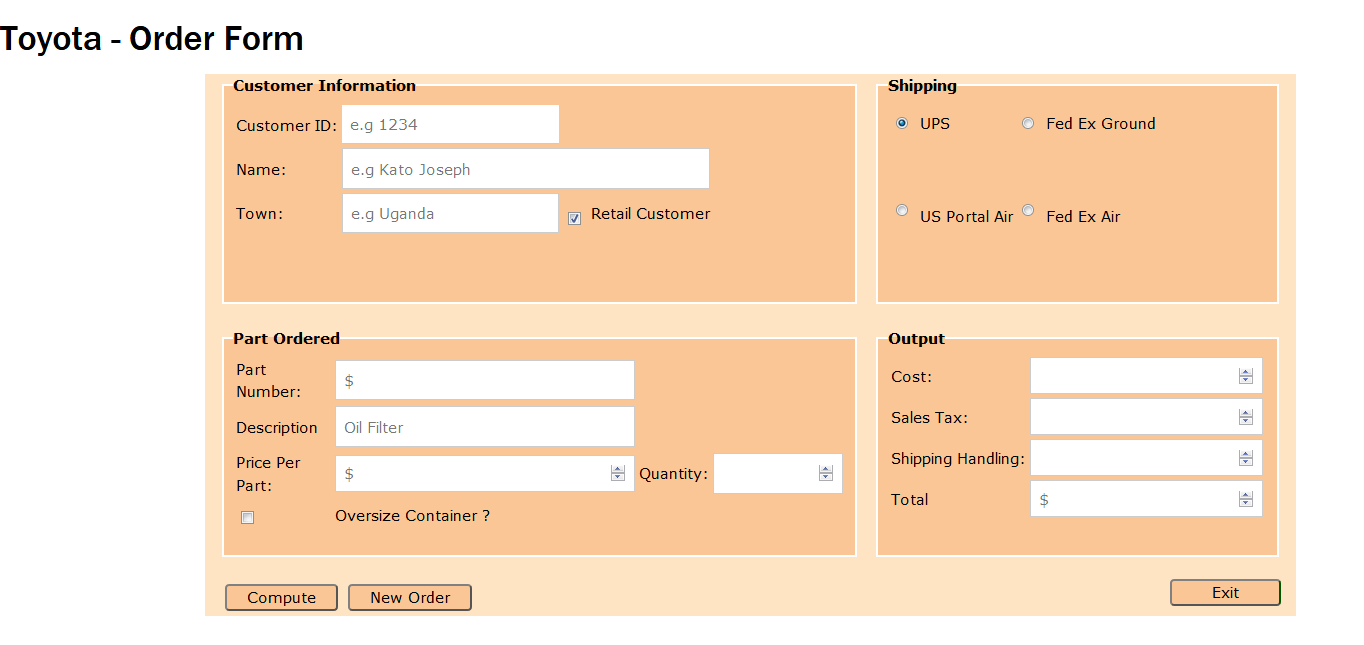 Toyota - Order Form
Customer Information
Customer ID: e.g 1234
Name: e.g Kato Joseph
Town: e.g Uganda Retail Customer
Shipping
UPS Fed Ex Ground
US Portal Air Fed Ex Air
Part Ordered
Part
Number: $
Description Oil Filter
Price Per
Part: $ Quantity:
Oversize Container ?
Output
Cost:
Sales Tax:
Shipping Handling:
Total $
Compute New Order Exit